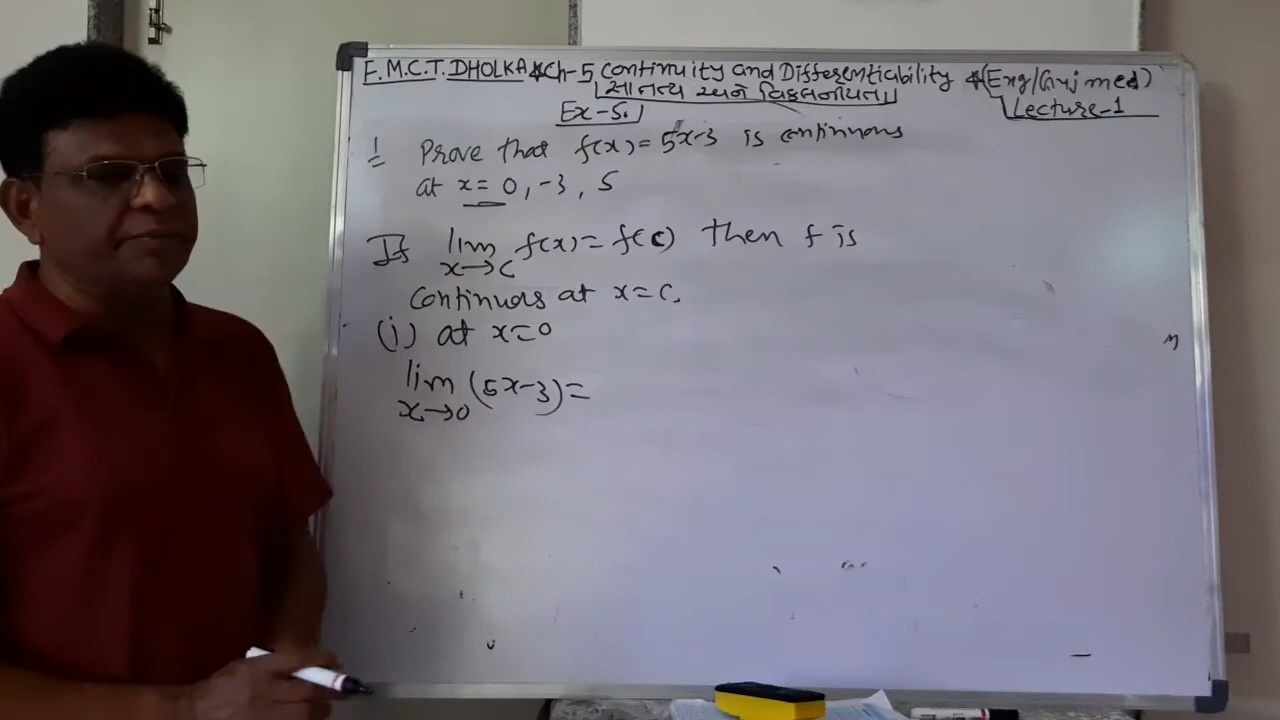 F.M.C.T. DHOLKA * Ch-5 Continuity and Differentiability * (Eng/Guj med)
સાતત્ય અને વિકલનીયતા
Lecture-1
Ex-5.1
1 Prove that f(x) = 5x-3 is continuous
at x = 0, -3, 5
If lim x→c f(x) = f(c) then f is
continuous at x = c.
(i) at x = 0
lim x→0 (5x-3) =